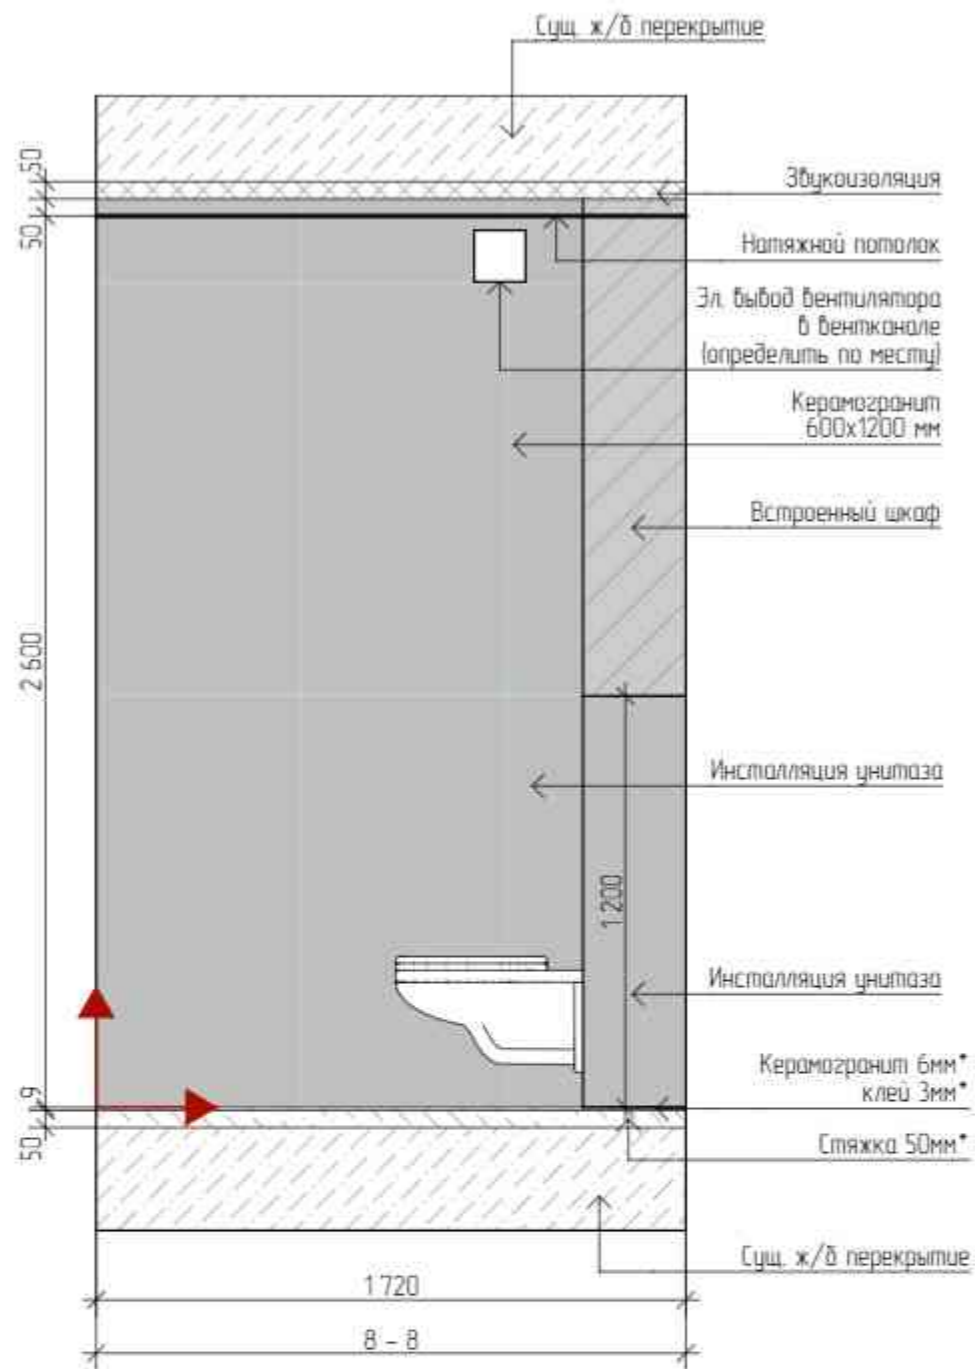 Сущ. ж/б перекрытие
50
Звукоизоляция
50
Натяжной потолок
Эл. вывод вентилятора
в вентканале
(определить по месту)
Керамогранит
600х1200 мм
Встроенный шкаф
2 600
Инсталляция унитаза
1 200
Инсталляция унитаза
Керамогранит 6мм*
клей 3мм*
9
50
Стяжка 50мм*
Сущ. ж/б перекрытие
1 720
8 - 8